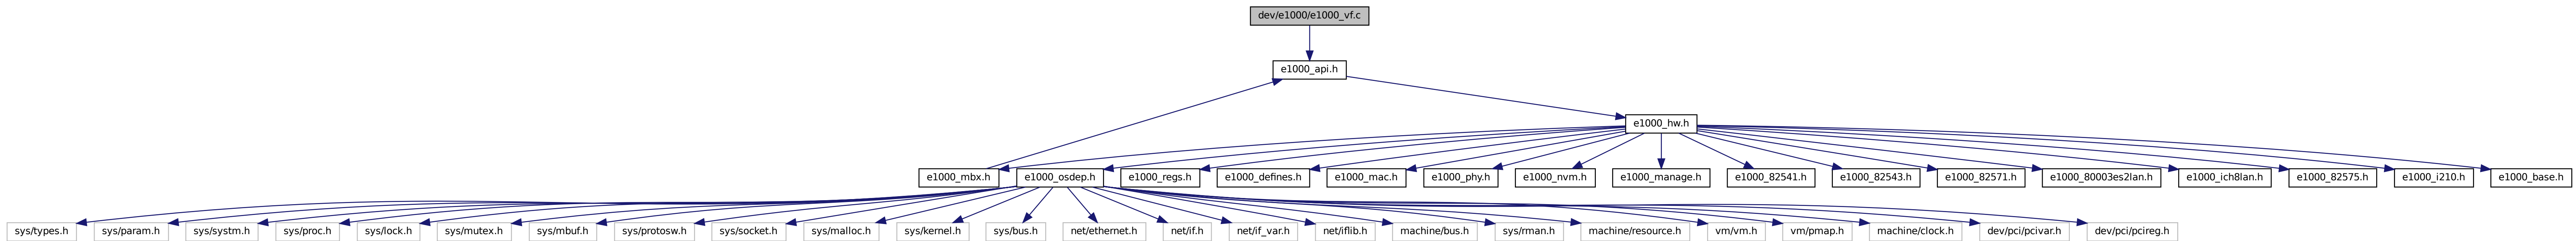 dev/e1000/e1000_vf.c
e1000_api.h
e1000_hw.h
e1000_mbx.h
e1000_osdep.h
e1000_regs.h
e1000_defines.h
e1000_mac.h
e1000_phy.h
e1000_nvm.h
e1000_manage.h
e1000_82541.h
e1000_82543.h
e1000_82571.h
e1000_80003es2lan.h
e1000_ich8lan.h
e1000_82575.h
e1000_i210.h
e1000_base.h
sys/types.h
sys/param.h
sys/systm.h
sys/proc.h
sys/lock.h
sys/mutex.h
sys/mbuf.h
sys/protosw.h
sys/socket.h
sys/malloc.h
sys/kernel.h
sys/bus.h
net/ethernet.h
net/if.h
net/if_var.h
net/iflib.h
machine/bus.h
sys/rman.h
machine/resource.h
vm/vm.h
vm/pmap.h
machine/clock.h
dev/pci/pcivar.h
dev/pci/pcireg.h